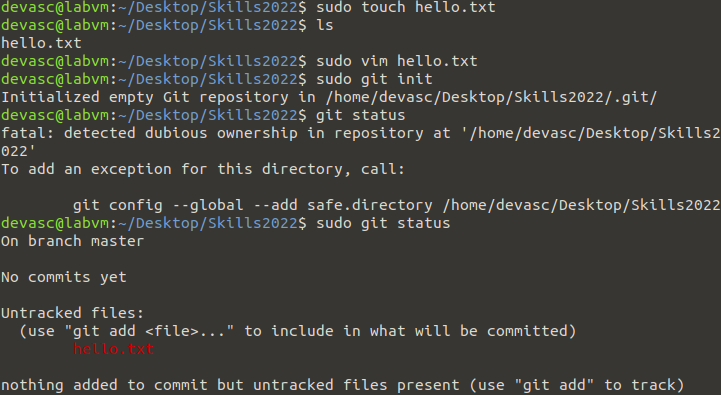 devasc@labvm:~/Desktop/Skills2022$ sudo touch hello.txt
devasc@labvm:~/Desktop/Skills2022$ ls
hello.txt
devasc@labvm:~/Desktop/Skills2022$ sudo vim hello.txt
devasc@labvm:~/Desktop/Skills2022$ sudo git init
Initialized empty Git repository in /home/devasc/Desktop/Skills2022/.git/
devasc@labvm:~/Desktop/Skills2022$ git status
fatal: detected dubious ownership in repository at '/home/devasc/Desktop/Skills2
022'
To add an exception for this directory, call:
git config --global --add safe.directory /home/devasc/Desktop/Skills2022
devasc@labvm:~/Desktop/Skills2022$ sudo git status
On branch master
No commits yet
Untracked files:
(use "git add <file>..." to include in what will be committed)
hello.txt
nothing added to commit but untracked files present (use "git add" to track)